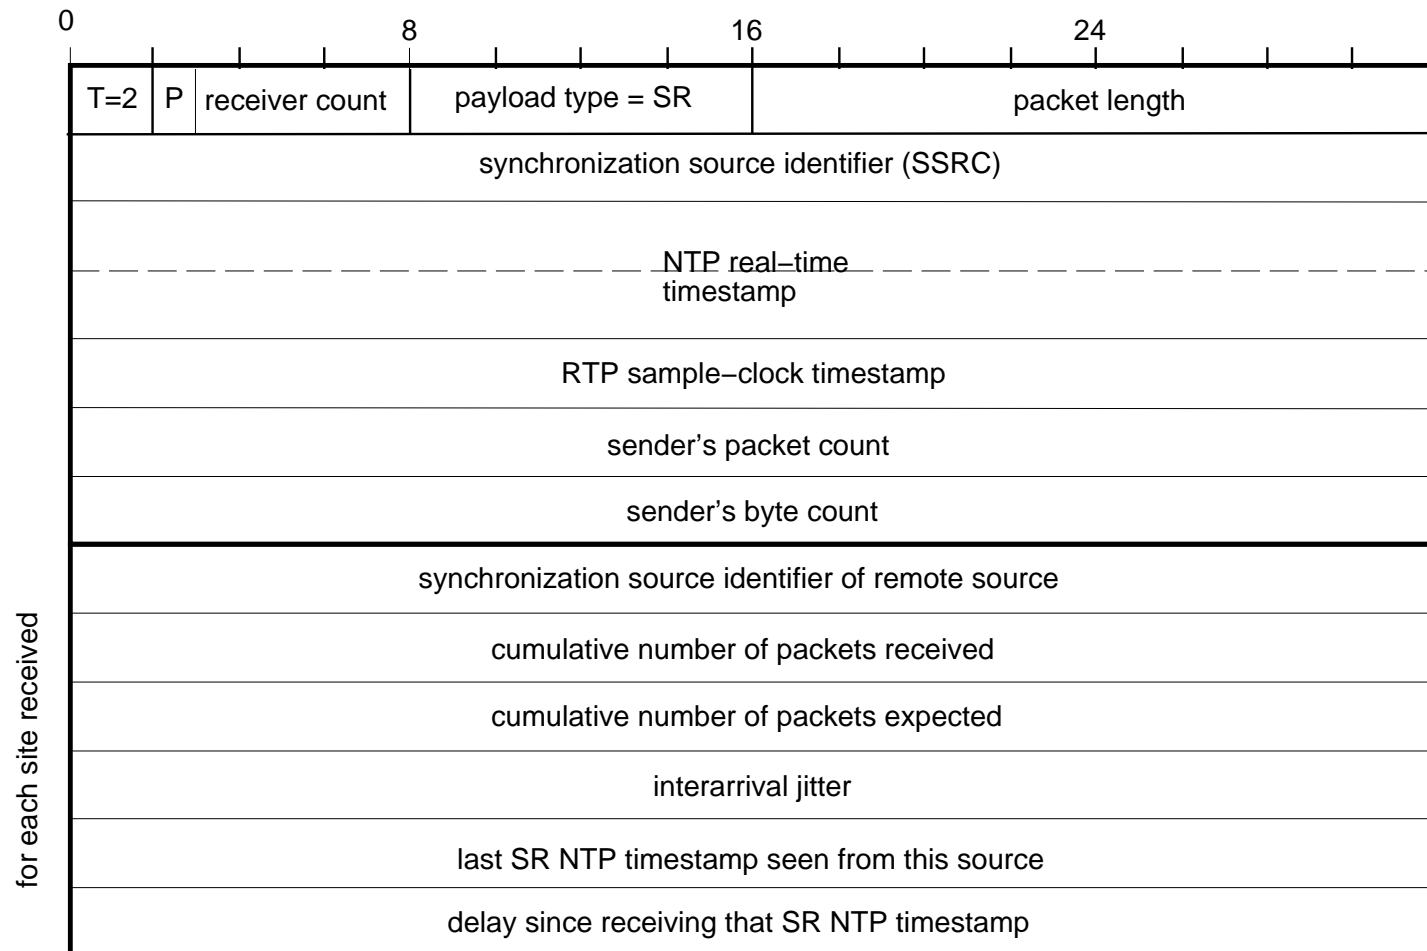 0 8 16 24
T=2 P receiver count payload type = SR packet length
synchronization source identifier (SSRC)
NTP real−time
timestamp
RTP sample−clock timestamp
sender’s packet count
sender’s byte count
synchronization source identifier of remote source
cumulative number of packets received
cumulative number of packets expected
interarrival jitter
last SR NTP timestamp seen from this source
delay since receiving that SR NTP timestamp
for each site received